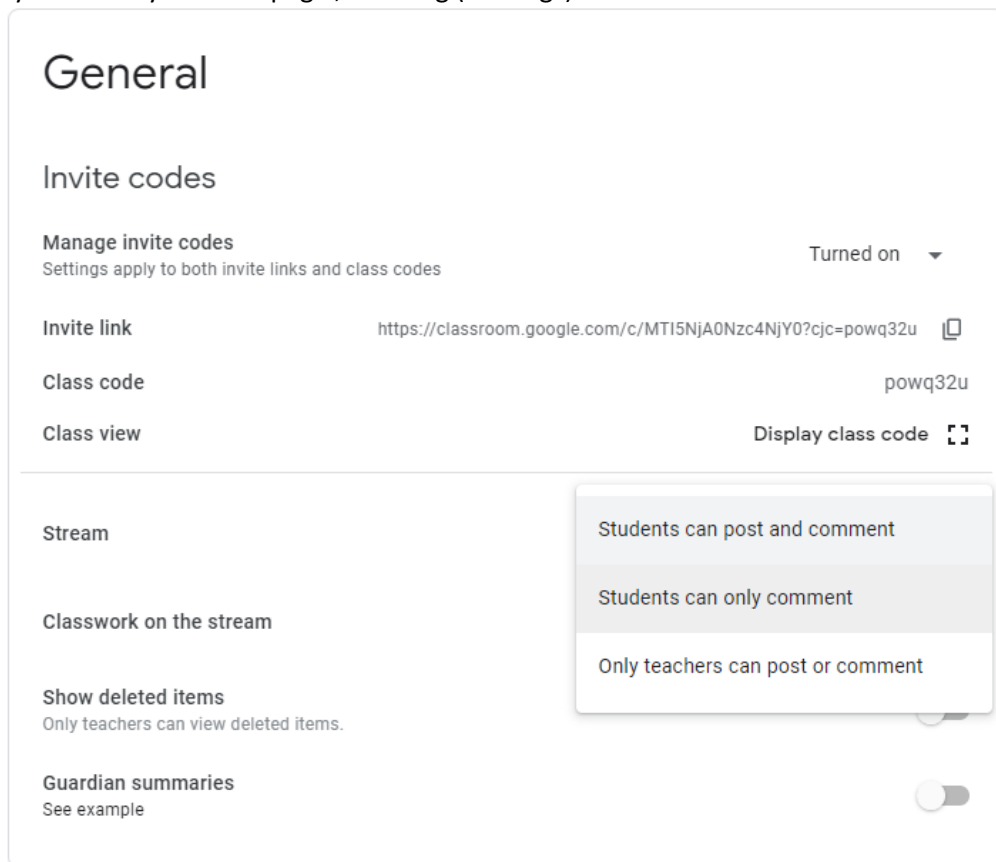 General
Invite codes
Manage invite codes
Turned on
Settings apply to both invite links and class codes
Invite link https://classroom.google.com/c/MTI5NjA0Nzc4NjY0?cjc=powq32u
Class code powq32u
Class view Display class code
Stream
Students can post and comment
Students can only comment
Classwork on the stream
Only teachers can post or comment
Show deleted items
Only teachers can view deleted items.
Guardian summaries
See example